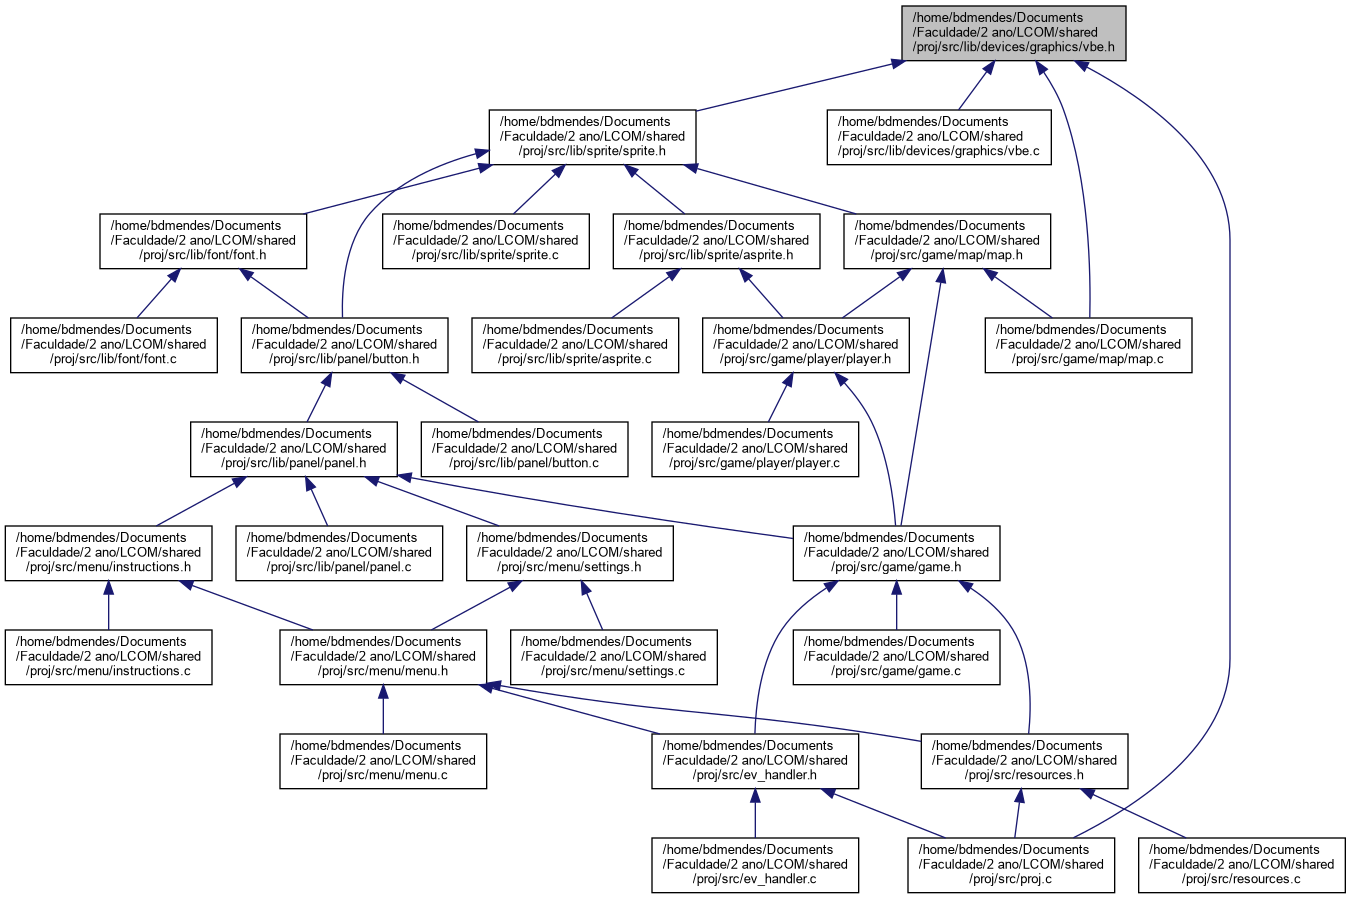 /home/bdmendes/Documents
/Faculdade/2 ano/LCOM/shared
/proj/src/lib/devices/graphics/vbe.h
/home/bdmendes/Documents
/Faculdade/2 ano/LCOM/shared
/proj/src/lib/sprite/sprite.h
/home/bdmendes/Documents
/Faculdade/2 ano/LCOM/shared
/proj/src/lib/devices/graphics/vbe.c
/home/bdmendes/Documents
/Faculdade/2 ano/LCOM/shared
/proj/src/lib/font/font.h
/home/bdmendes/Documents
/Faculdade/2 ano/LCOM/shared
/proj/src/lib/sprite/sprite.c
/home/bdmendes/Documents
/Faculdade/2 ano/LCOM/shared
/proj/src/lib/sprite/asprite.h
/home/bdmendes/Documents
/Faculdade/2 ano/LCOM/shared
/proj/src/game/map/map.h
/home/bdmendes/Documents
/Faculdade/2 ano/LCOM/shared
/proj/src/lib/font/font.c
/home/bdmendes/Documents
/Faculdade/2 ano/LCOM/shared
/proj/src/lib/panel/button.h
/home/bdmendes/Documents
/Faculdade/2 ano/LCOM/shared
/proj/src/lib/sprite/asprite.c
/home/bdmendes/Documents
/Faculdade/2 ano/LCOM/shared
/proj/src/game/player/player.h
/home/bdmendes/Documents
/Faculdade/2 ano/LCOM/shared
/proj/src/game/map/map.c
/home/bdmendes/Documents
/Faculdade/2 ano/LCOM/shared
/proj/src/lib/panel/panel.h
/home/bdmendes/Documents
/Faculdade/2 ano/LCOM/shared
/proj/src/lib/panel/button.c
/home/bdmendes/Documents
/Faculdade/2 ano/LCOM/shared
/proj/src/game/player/player.c
/home/bdmendes/Documents
/Faculdade/2 ano/LCOM/shared
/proj/src/menu/instructions.h
/home/bdmendes/Documents
/Faculdade/2 ano/LCOM/shared
/proj/src/lib/panel/panel.c
/home/bdmendes/Documents
/Faculdade/2 ano/LCOM/shared
/proj/src/menu/settings.h
/home/bdmendes/Documents
/Faculdade/2 ano/LCOM/shared
/proj/src/game/game.h
/home/bdmendes/Documents
/Faculdade/2 ano/LCOM/shared
/proj/src/menu/instructions.c
/home/bdmendes/Documents
/Faculdade/2 ano/LCOM/shared
/proj/src/menu/menu.h
/home/bdmendes/Documents
/Faculdade/2 ano/LCOM/shared
/proj/src/menu/settings.c
/home/bdmendes/Documents
/Faculdade/2 ano/LCOM/shared
/proj/src/game/game.c
/home/bdmendes/Documents
/Faculdade/2 ano/LCOM/shared
/proj/src/menu/menu.c
/home/bdmendes/Documents
/Faculdade/2 ano/LCOM/shared
/proj/src/ev_handler.h
/home/bdmendes/Documents
/Faculdade/2 ano/LCOM/shared
/proj/src/resources.h
/home/bdmendes/Documents
/Faculdade/2 ano/LCOM/shared
/proj/src/ev_handler.c
/home/bdmendes/Documents
/Faculdade/2 ano/LCOM/shared
/proj/src/proj.c
/home/bdmendes/Documents
/Faculdade/2 ano/LCOM/shared
/proj/src/resources.c